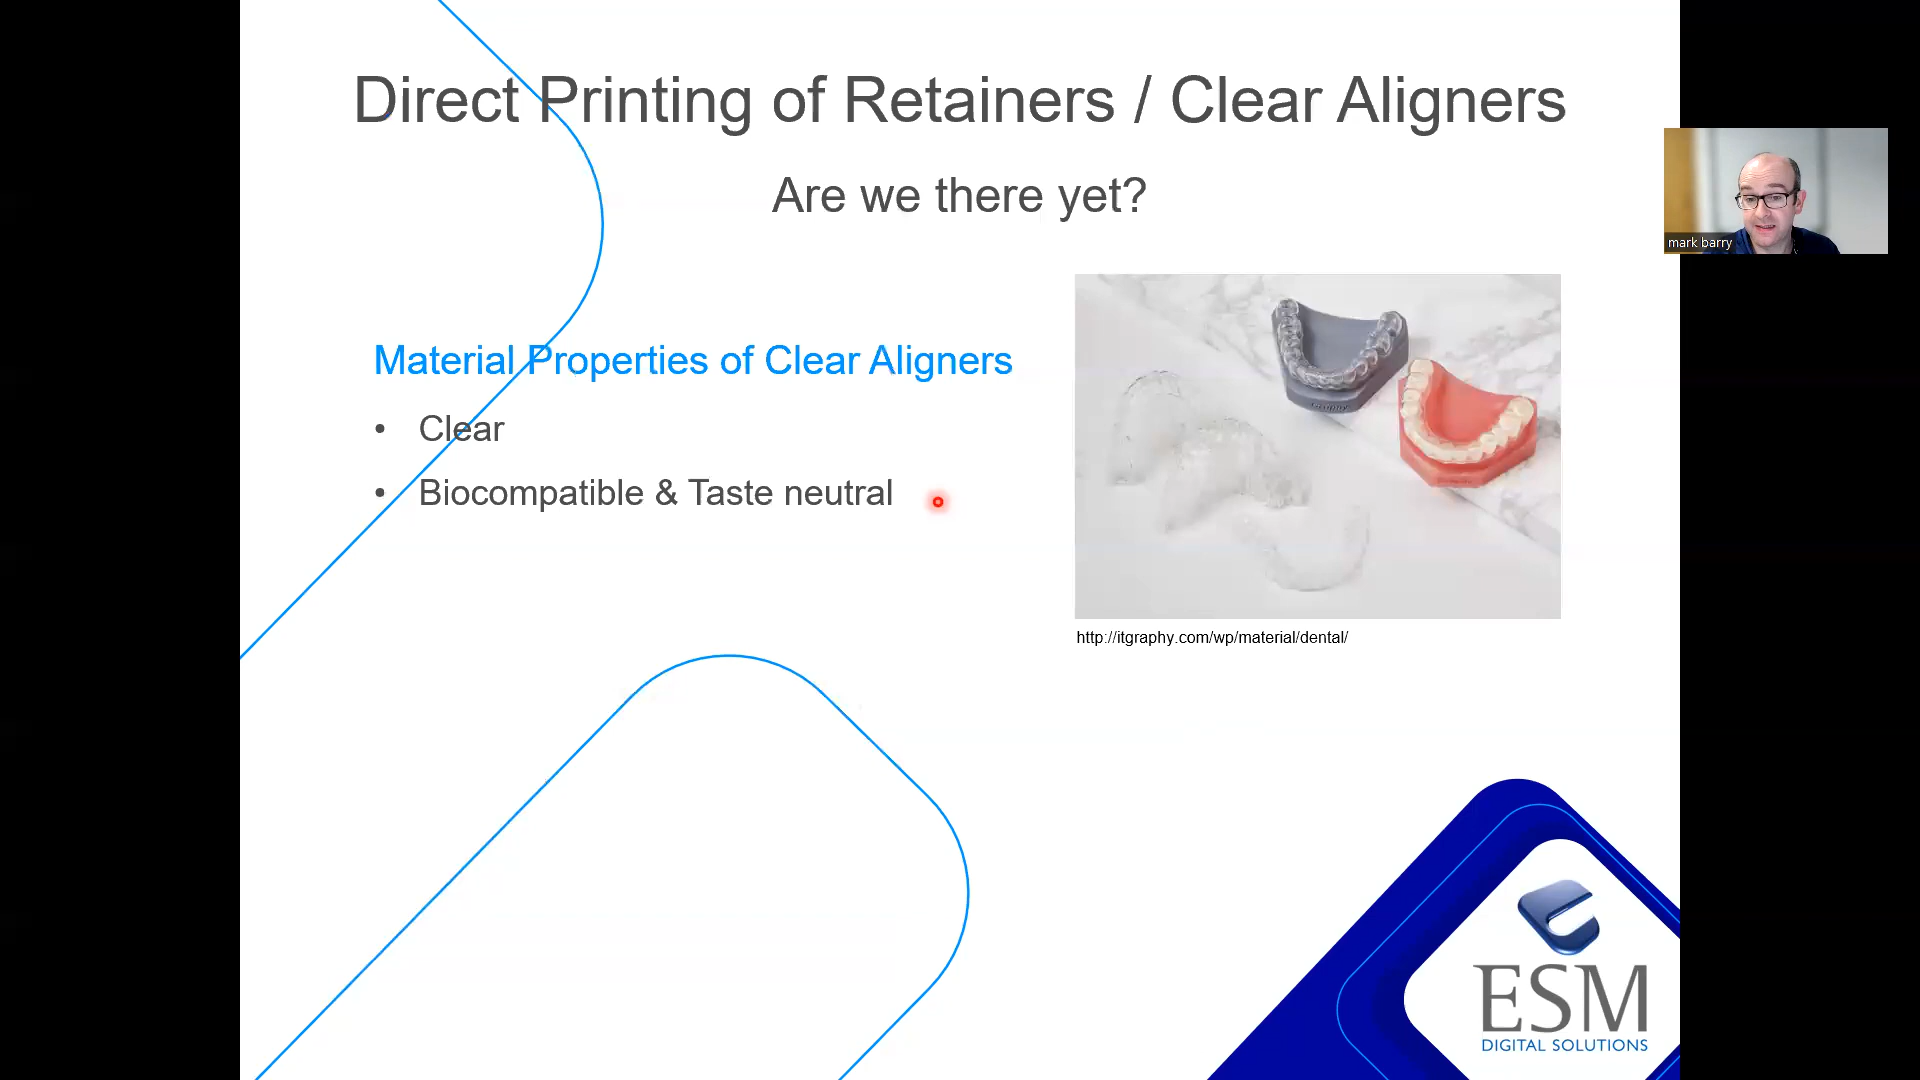 Direct Printing of Retainers / Clear Aligners
Are we there yet?
mark barry
Material Properties of Clear Aligners
• Clear
• Biocompatible & Taste neutral
http://itgraphy.com/wp/material/dental/
ESM
DIGITAL SOLUTIONS